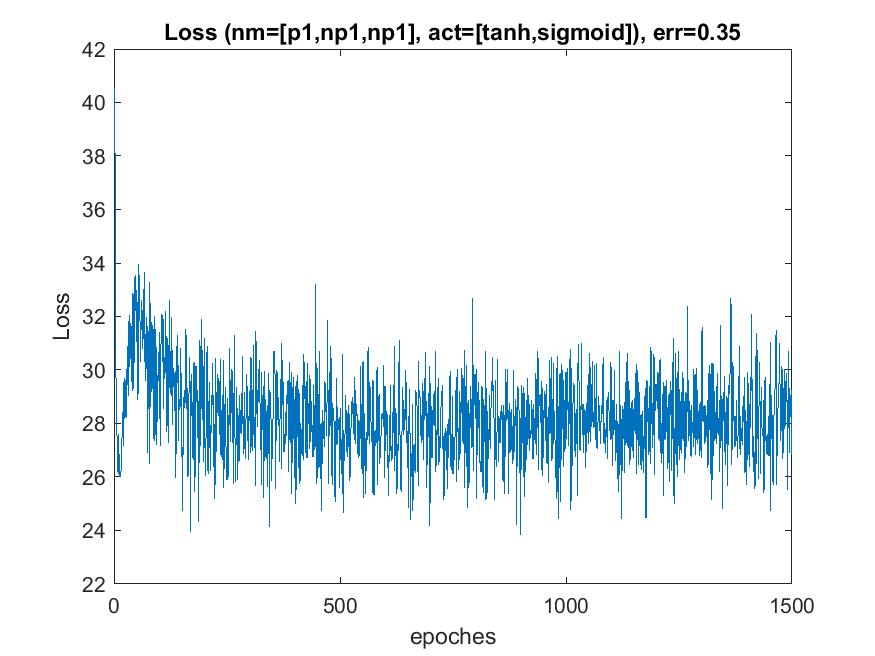 Loss (nm=[p1,np1,np1], act=[tanh,sigmoid]), err=0.35
42
40
38
36
34
32
30
28
26
24
22
Loss
0 500 1000 1500
epoches